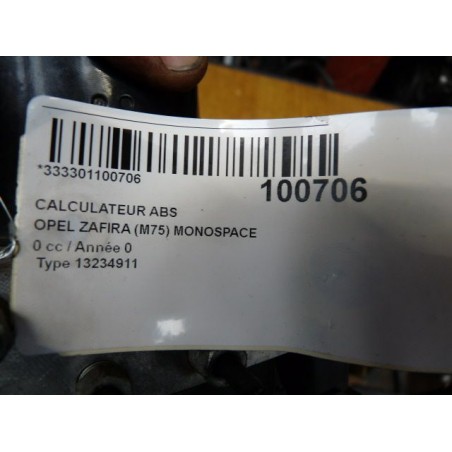 *333301100706
100706
CALCULATEUR ABS
OPEL ZAFIRA (M75) MONOSPACE
0 cc / Année 0
Type 13234911